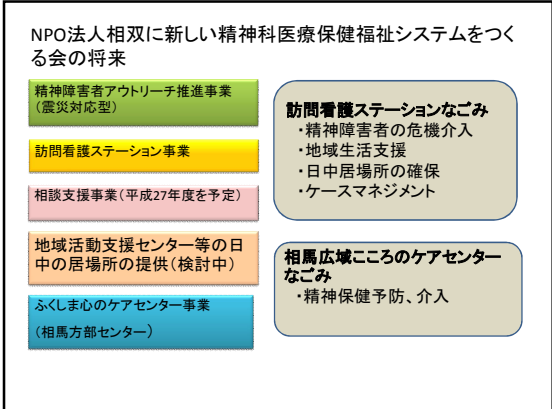 NPO法人相双に新しい精神科医療保健福祉システムをつく
る会の将来
精神障害者アウトリーチ推進事業
（震災対応型）
訪問看護ステーション事業
相談支援事業（平成27年度を予定）
地域活動支援センター等の日
中の居場所の提供（検討中）
ふくしま心のケアセンター事業
（相馬方部センター）
訪問看護ステーションなごみ
・精神障害者の危機介入
・地域生活支援
・日中居場所の確保
・ケースマネジメント
相馬広域こころのケアセンター
なごみ
・精神保健予防、介入